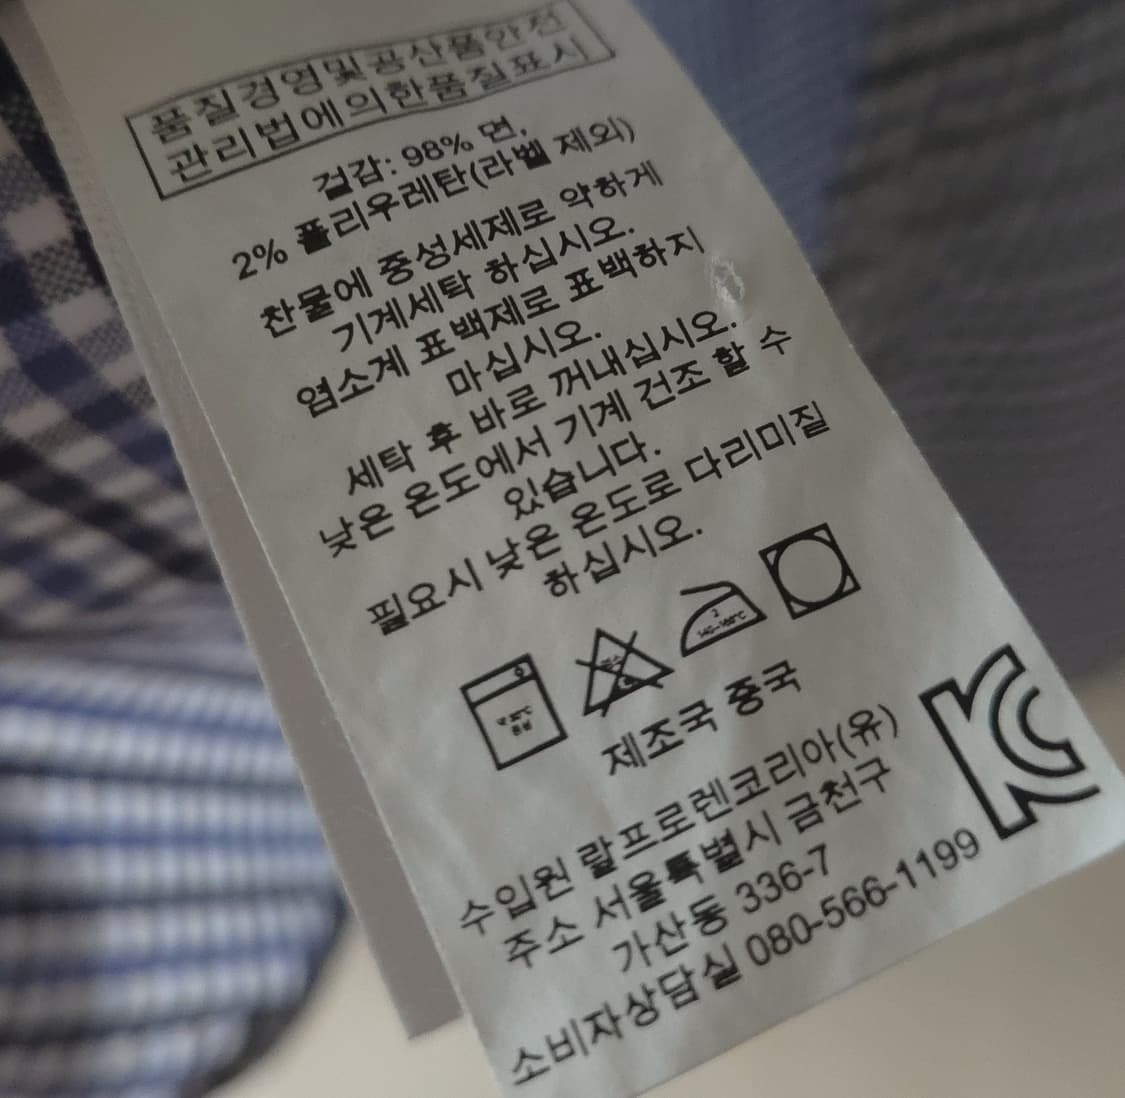 품질경영및공산품안전
관리법에의한품질표시
겉감: 98% 면,
2% 폴리우레탄(라벨 제외)
찬물에 중성세제로 약하게
기계세탁 하십시오.
염소계 표백제로 표백하지
마십시오.
세탁 후 바로 꺼내십시오.
낮은 온도에서 기계 건조 할 수
있습니다.
필요시 낮은 온도로 다리미질
하십시오.
제조국 중국
수입원 랄프로렌코리아(유)
주소 서울특별시 금천구
가산동 336-7
소비자상담실 080-566-1199